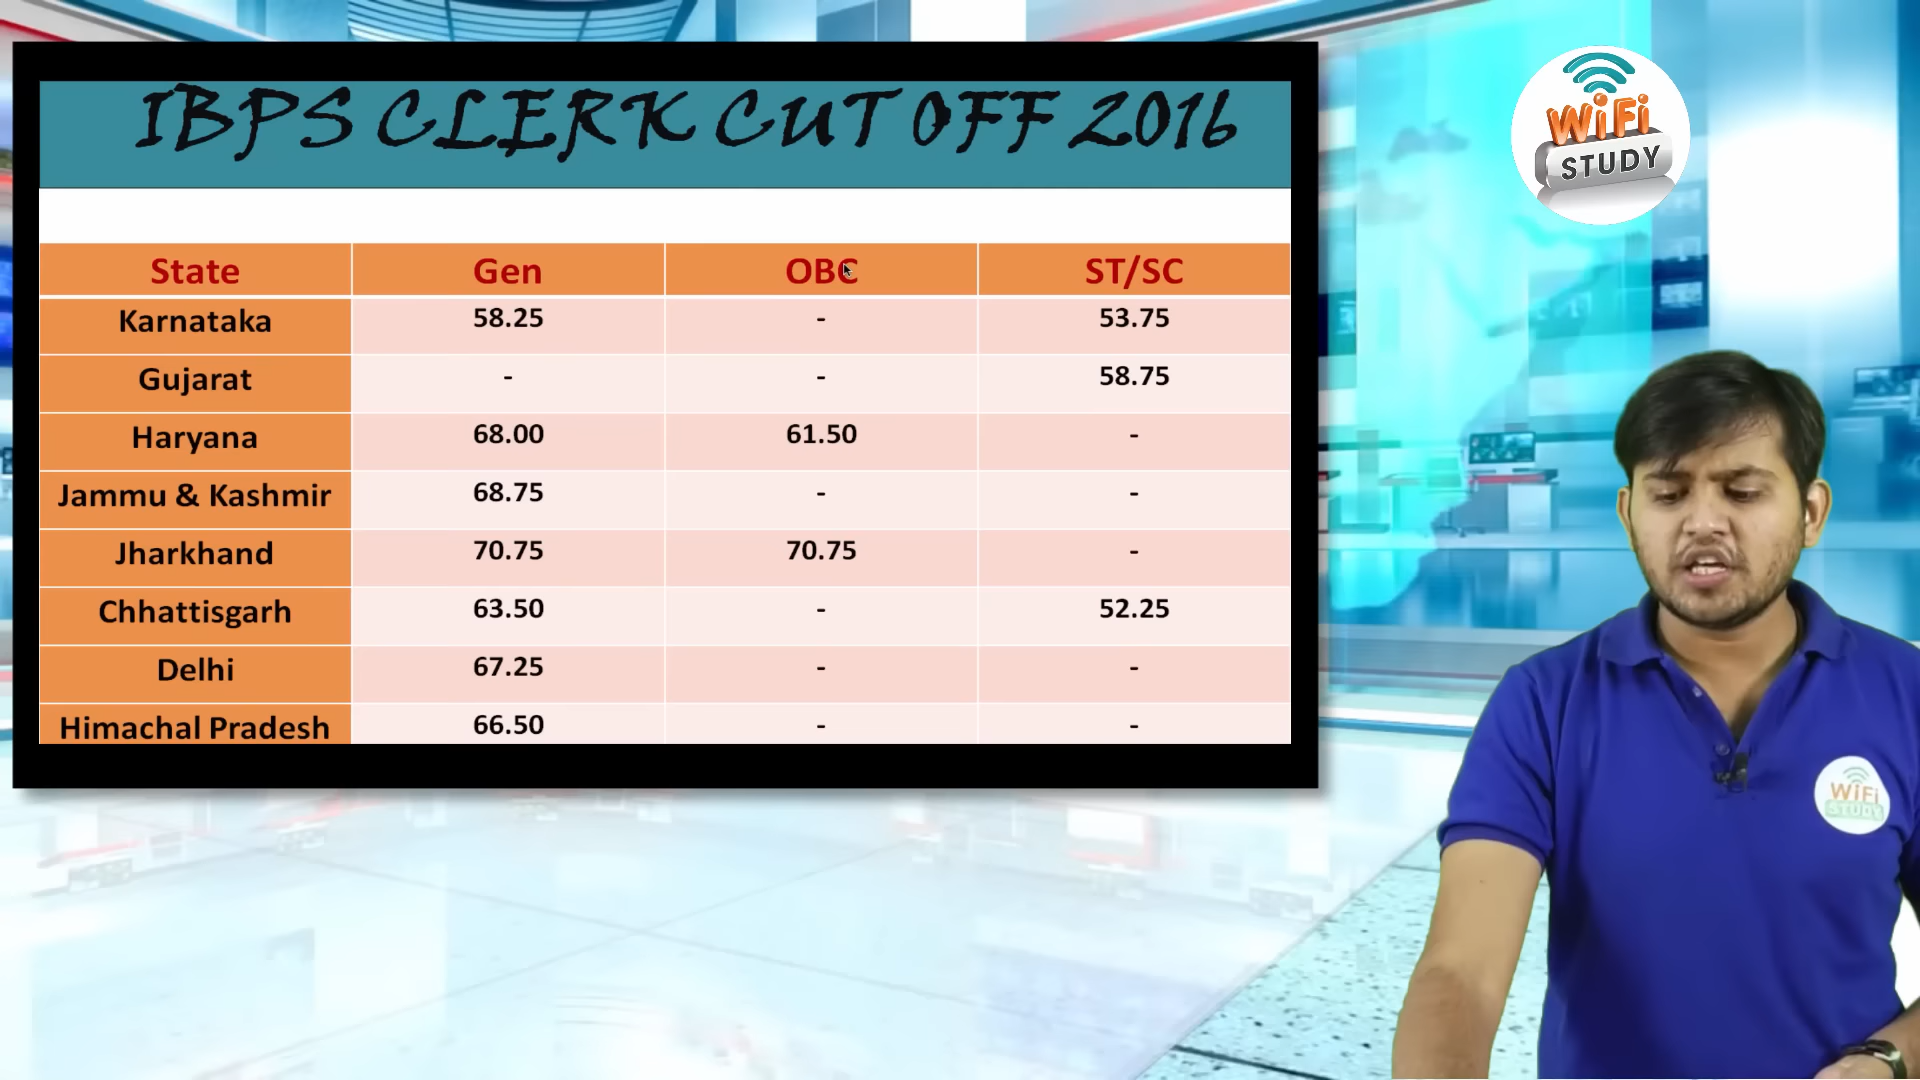 IBPS CLERK CUT OFF 2016
State Gen OBC ST/SC
Karnataka 58.25 - 53.75
Gujarat - - 58.75
Haryana 68.00 61.50 -
Jammu & Kashmir 68.75 - -
Jharkhand 70.75 70.75 -
Chhattisgarh 63.50 - 52.25
Delhi 67.25 - -
Himachal Pradesh 66.50 - -
WiFi
STUDY
WiFi
STUDY